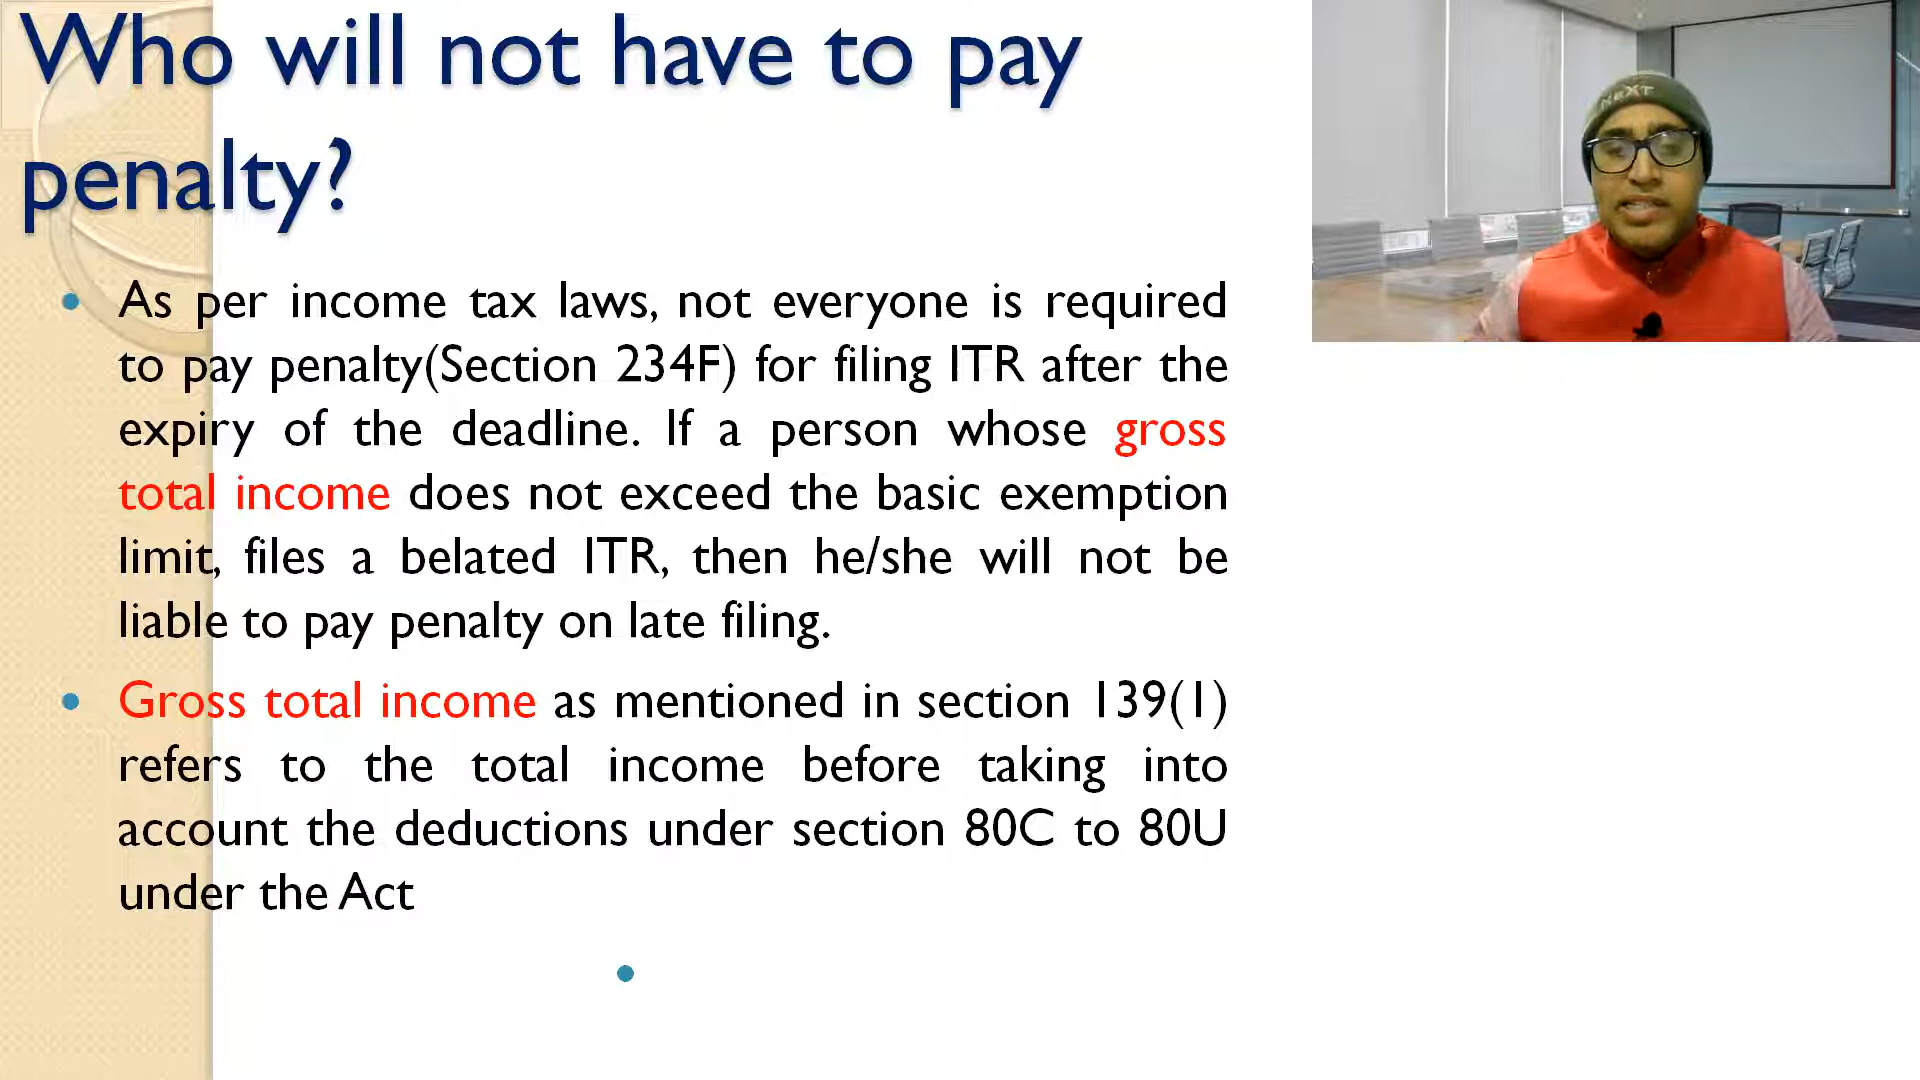 Who will not have to pay
penalty?
As per income tax laws, not everyone is required
to pay penalty(Section 234F) for filing ITR after the
expiry of the deadline. If a person whose gross
total income does not exceed the basic exemption
limit, files a belated ITR, then he/she will not be
liable to pay penalty on late filing.
Gross total income as mentioned in section 139(1)
refers to the total income before taking into
account the deductions under section 80C to 80U
under the Act
NeXT